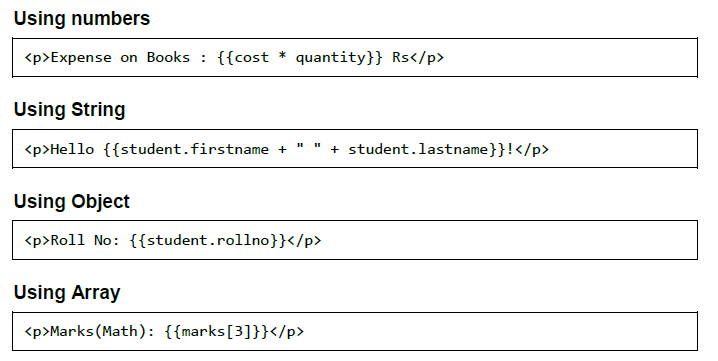 Using numbers
<p>Expense on Books : {{cost * quantity}} Rs</p>
Using String
<p>Hello {{student.firstname + " " + student.lastname}}!</p>
Using Object
<p>Roll No: {{student.rollno}}</p>
Using Array
<p>Marks(Math): {{marks[3]}}</p>